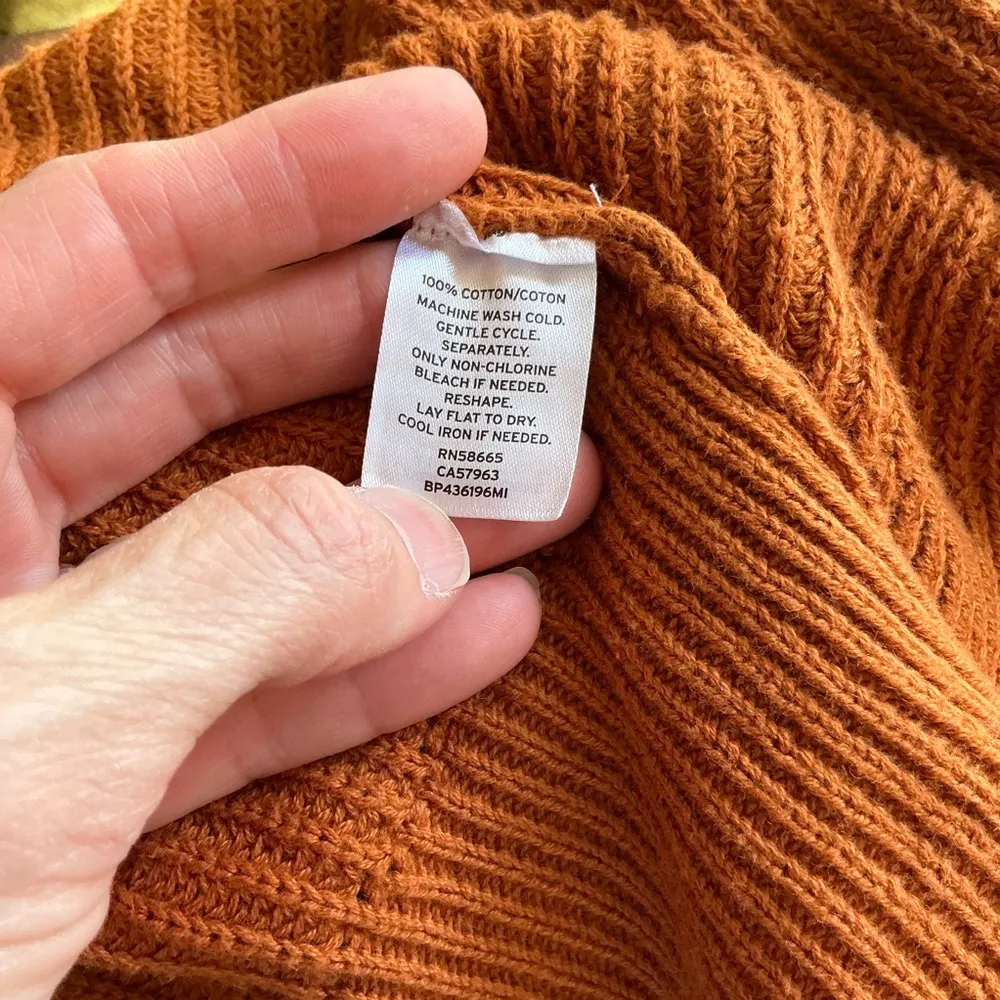 100% COTTON/COTON
MACHINE WASH COLD.
GENTLE CYCLE.
SEPARATELY.
ONLY NON-CHLORINE
BLEACH IF NEEDED.
RESHAPE.
LAY FLAT TO DRY.
COOL IRON IF NEEDED.
RN58665
CA57963
BP436196MI